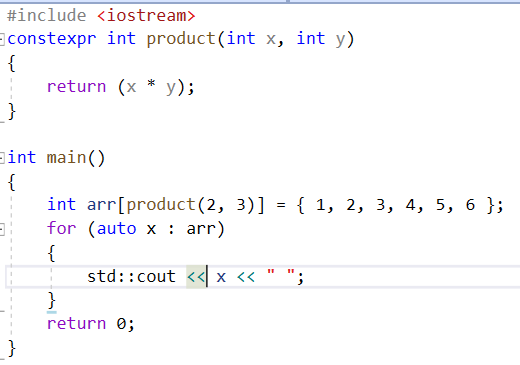 #include <iostream>
constexpr int product(int x, int y)
{
    return (x * y);
}
int main()
{
    int arr[product(2, 3)] = { 1, 2, 3, 4, 5, 6 };
    for (auto x : arr)
    {
        std::cout << x << " ";
    }
    return 0;
}